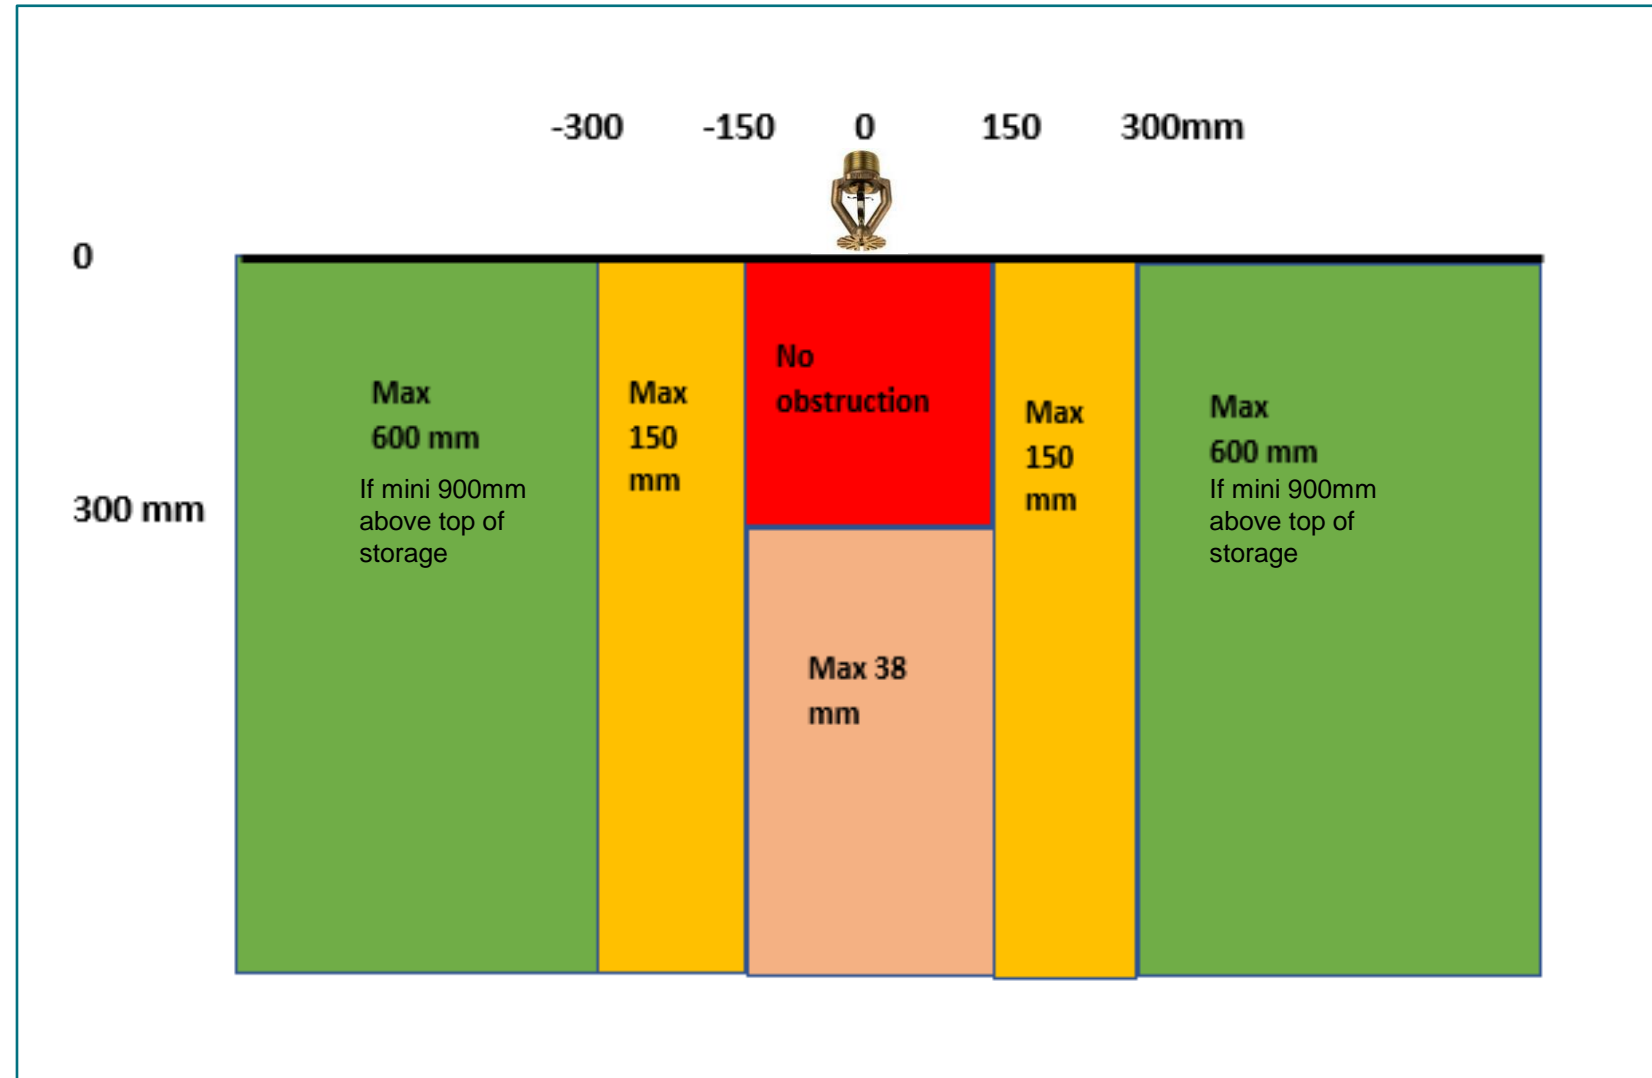 -300 -150 0 150 300mm
0
No
obstruction
Max
600 mm
If mini 900mm
above top of
storage
Max
150
mm
Max
150
mm
Max
600 mm
If mini 900mm
above top of
storage
300 mm
Max 38
mm